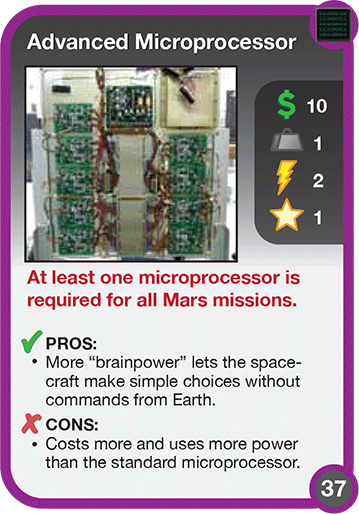 Advanced Microprocessor
$ 10
1
2
1
At least one microprocessor is
required for all Mars missions.
PROS:
• More “brainpower” lets the space-
craft make simple choices without
commands from Earth.
CONS:
• Costs more and uses more power
than the standard microprocessor.
37